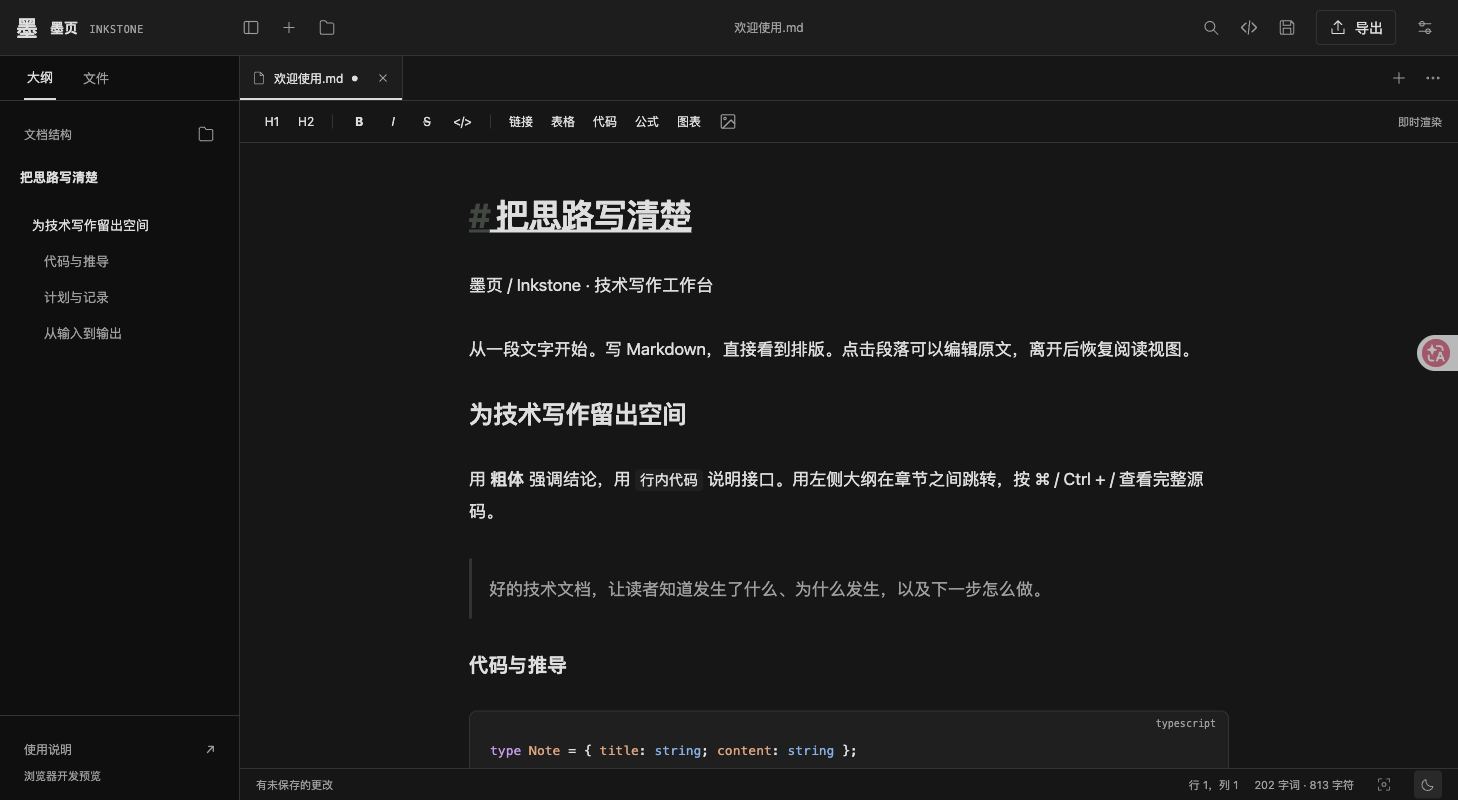 墨 墨页 INKSTONE
欢迎使用.md
导出
大纲 文件
欢迎使用.md
H1 H2 B I S </> 链接 表格 代码 公式 图表
即时渲染
文档结构
把思路写清楚
为技术写作留出空间
代码与推导
计划与记录
从输入到输出
# 把思路写清楚
墨页 / Inkstone · 技术写作工作台
从一段文字开始。写 Markdown，直接看到排版。点击段落可以编辑原文，离开后恢复阅读视图。
为技术写作留出空间
用 粗体 强调结论，用 行内代码 说明接口。用左侧大纲在章节之间跳转，按 ⌘ / Ctrl + / 查看完整源
码。
好的技术文档，让读者知道发生了什么、为什么发生，以及下一步怎么做。
代码与推导
typescript
type Note = { title: string; content: string };
使用说明
浏览器开发预览
有未保存的更改
行 1，列 1 202 字词 · 813 字符